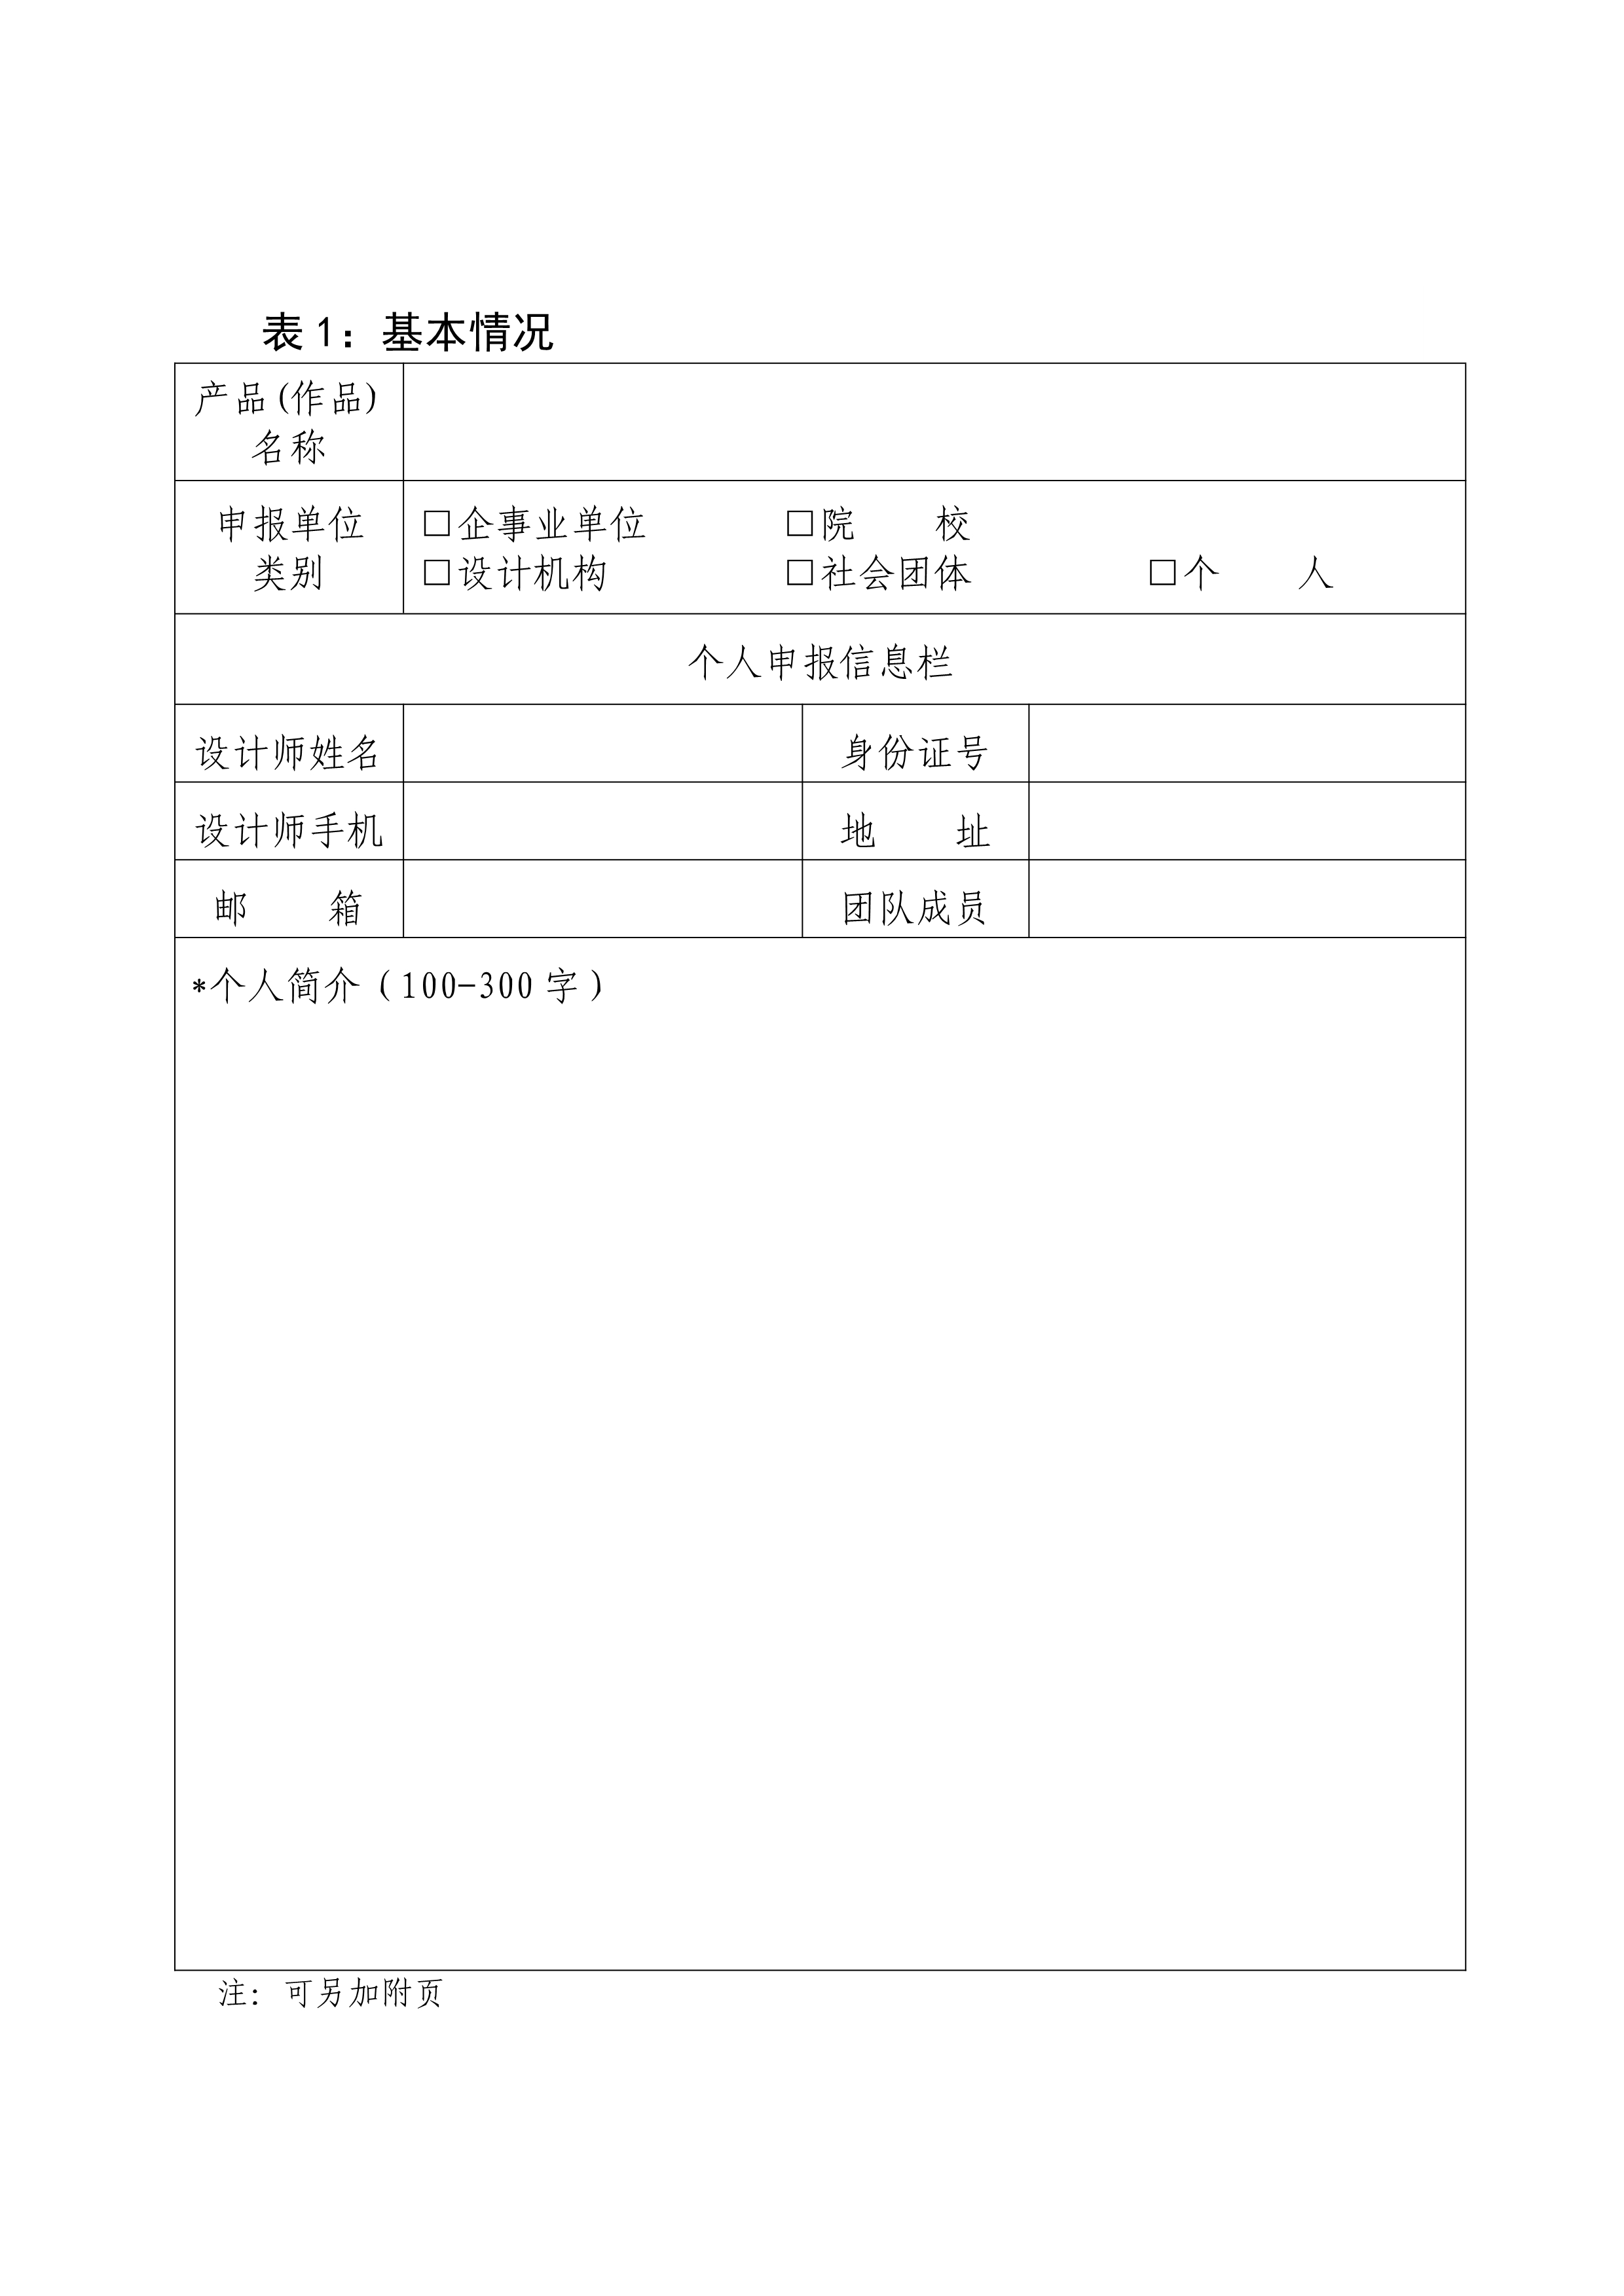 表1：基本情况
产品(作品)
名称
申报单位
类别
□企事业单位 □院 校
□设计机构 □社会团体 □个 人
个人申报信息栏
设计师姓名 身份证号
设计师手机 地 址
邮 箱 团队成员
*个人简介（100-300字）
注：可另加附页